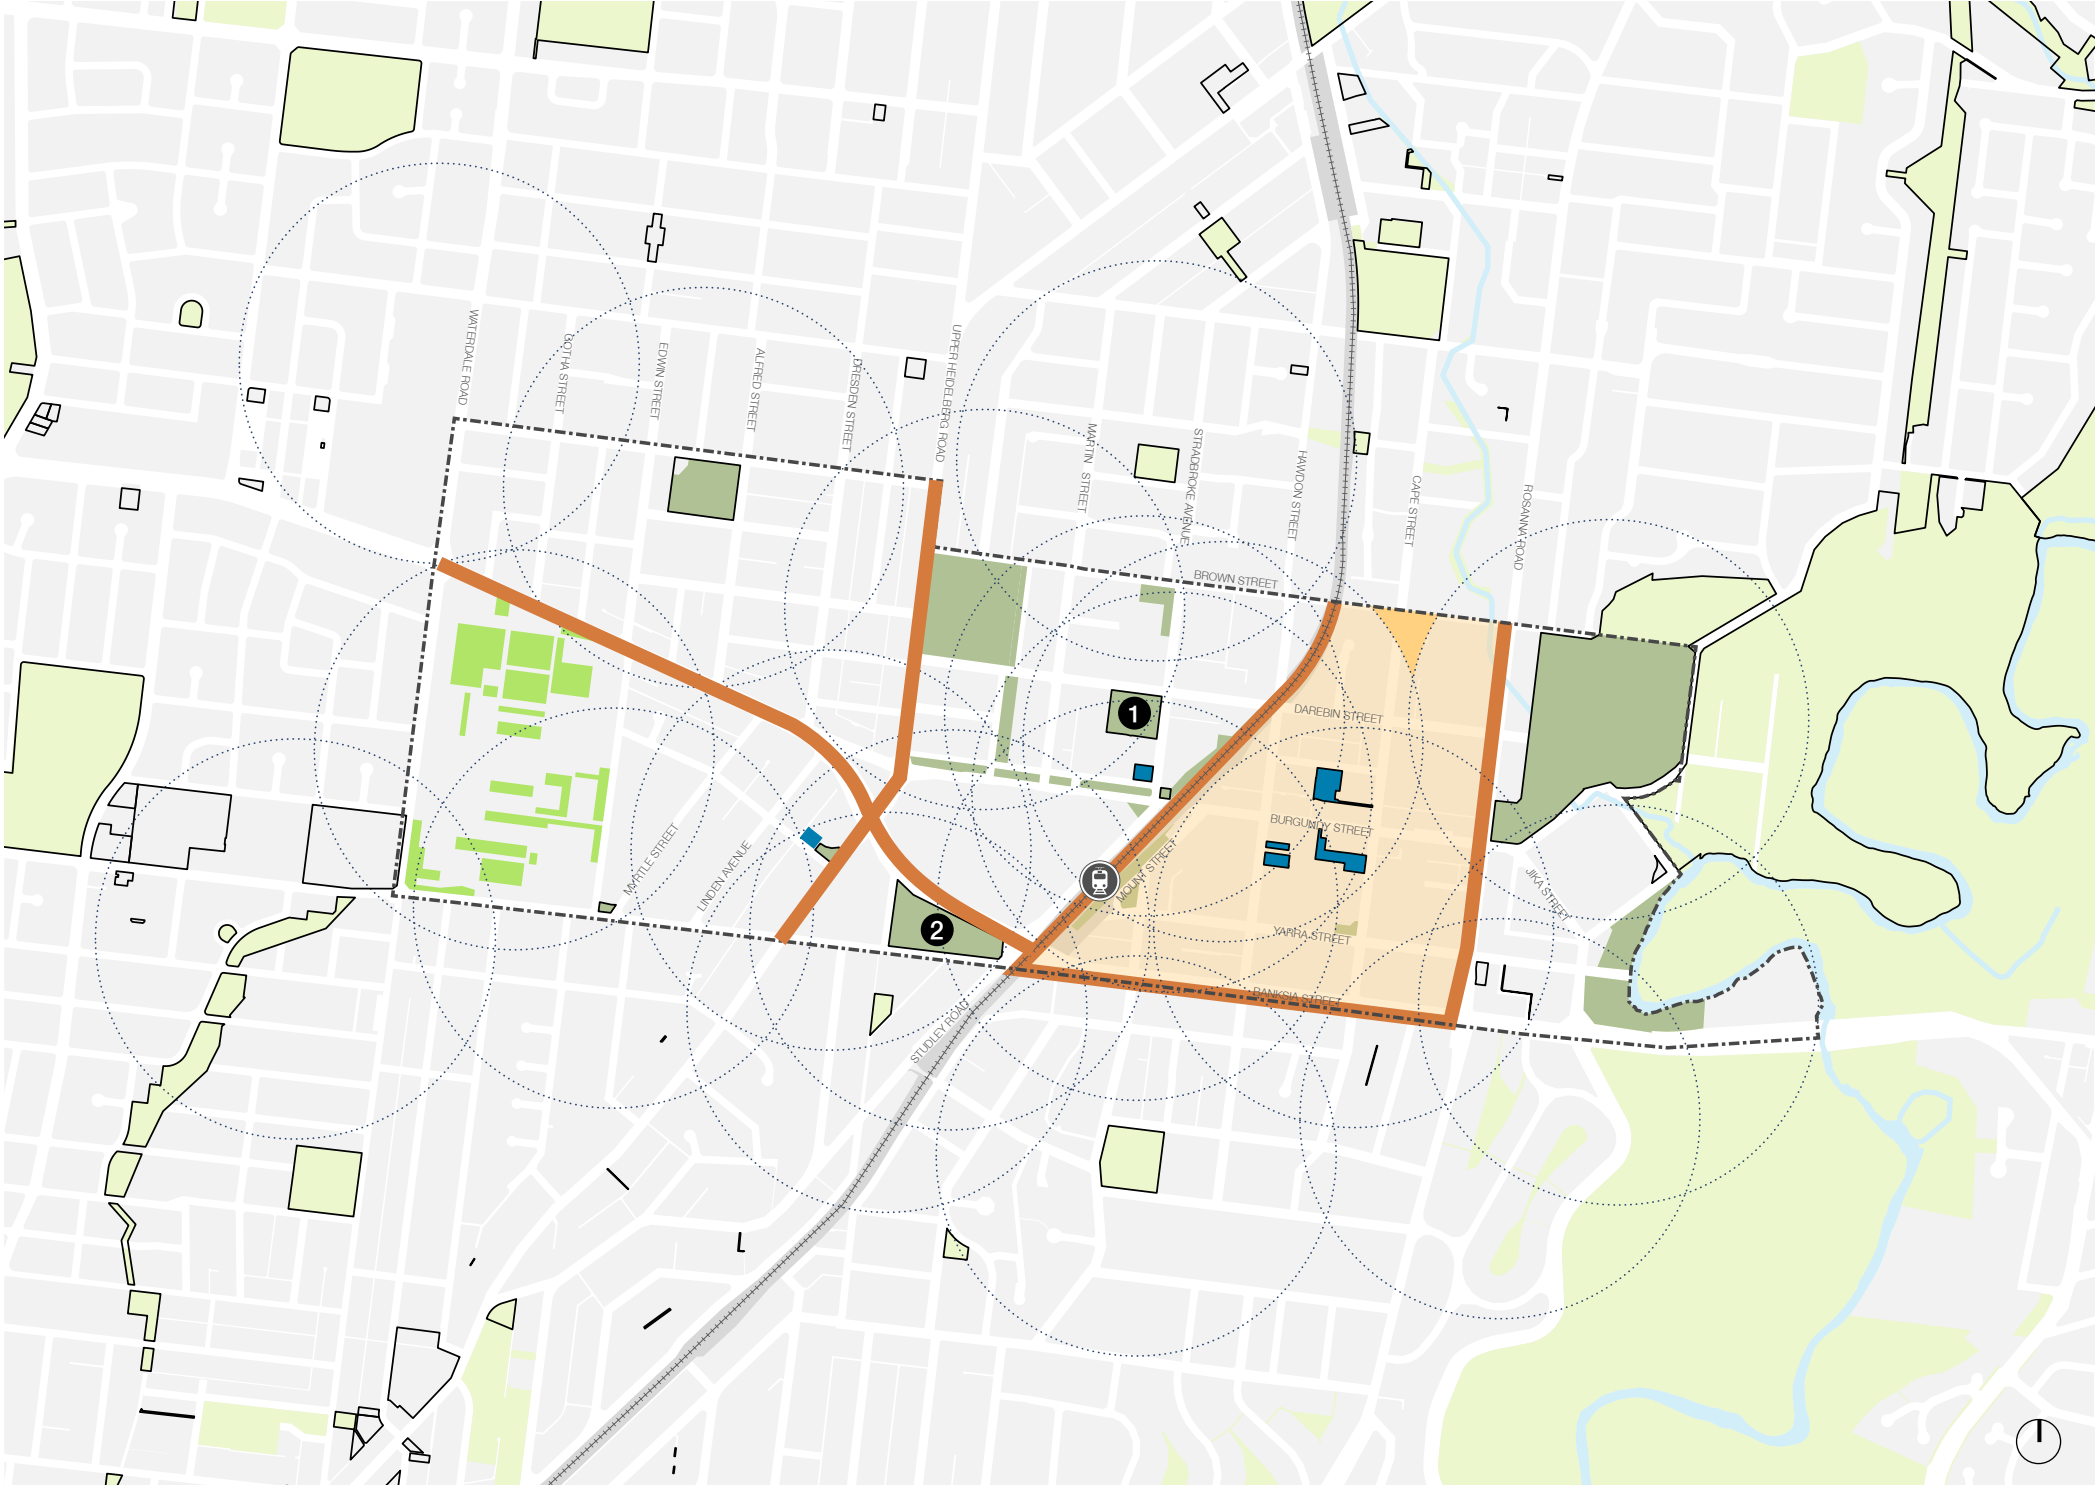 WATERDALE ROAD
GOTHA STREET
EDWIN STREET
ALFRED STREET
DRESDEN STREET
UPPER HEIDELBERG ROAD
MARTIN STREET
STRADBROKE AVENUE
HAWDON STREET
CAPE STREET
ROSANNA ROAD
BROWN STREET
1
DAREBIN STREET
BURGUNDY STREET
MYRTLE STREET
LINDEN AVENUE
MOUNT STREET
JIKA STREET
2
YARRA STREET
BANKSIA STREET
STUDLEY ROAD